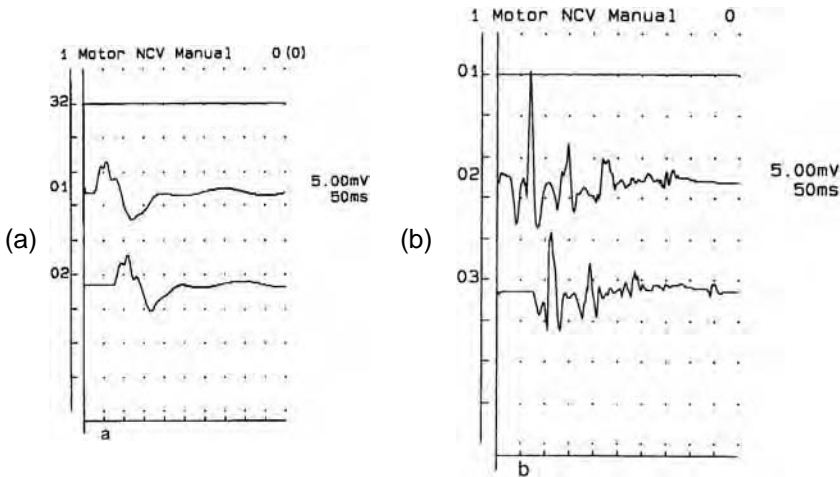 (a)
1 Motor NCV Manual 0(0)
32
01
02
5.00mV
50ms
a
(b)
1 Motor NCV Manual 0
01
02
03
5.00mV
50ms
b